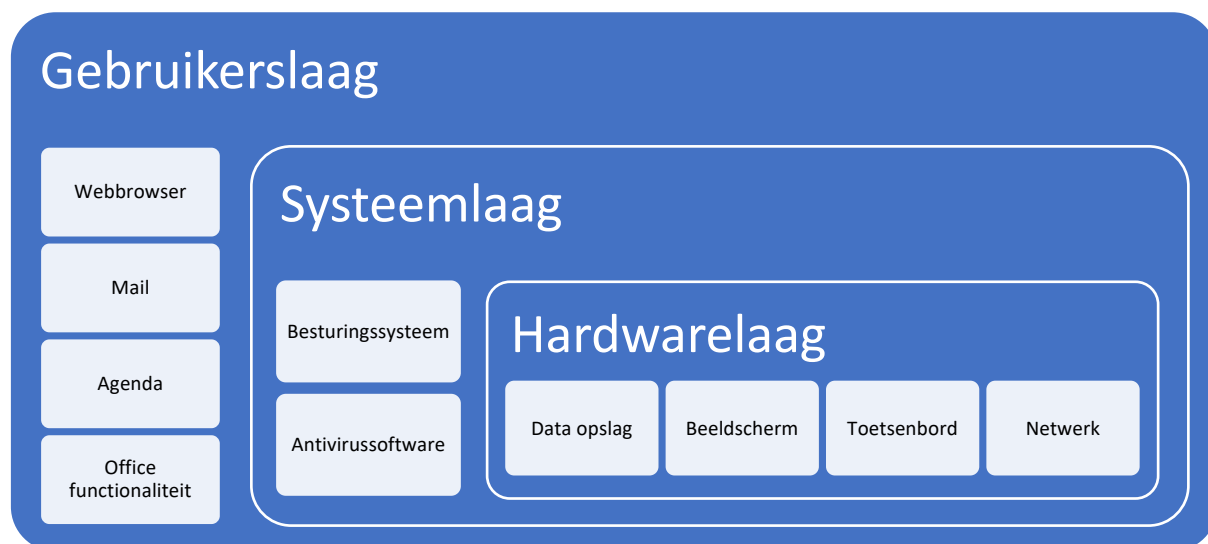 Gebruikerslaag
Webbrowser
Mail
Agenda
Office
functionaliteit
Systeemlaag
Besturingssysteem
Antivirussoftware
Hardwarelaag
Data opslag
Beeldscherm
Toetsenbord
Netwerk